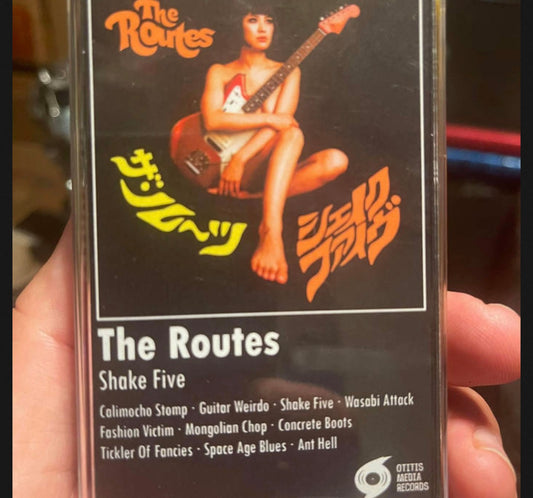 The
Routes
ザ・ルーツ
シェイク
ファイヴ
The Routes
Shake Five
Calimocho Stomp · Guitar Weirdo · Shake Five · Wasabi Attack
Fashion Victim · Mongolian Chop · Concrete Boots
Tickler Of Fancies · Space Age Blues · Ant Hell
OTITIS
MEDIA
RECORDS